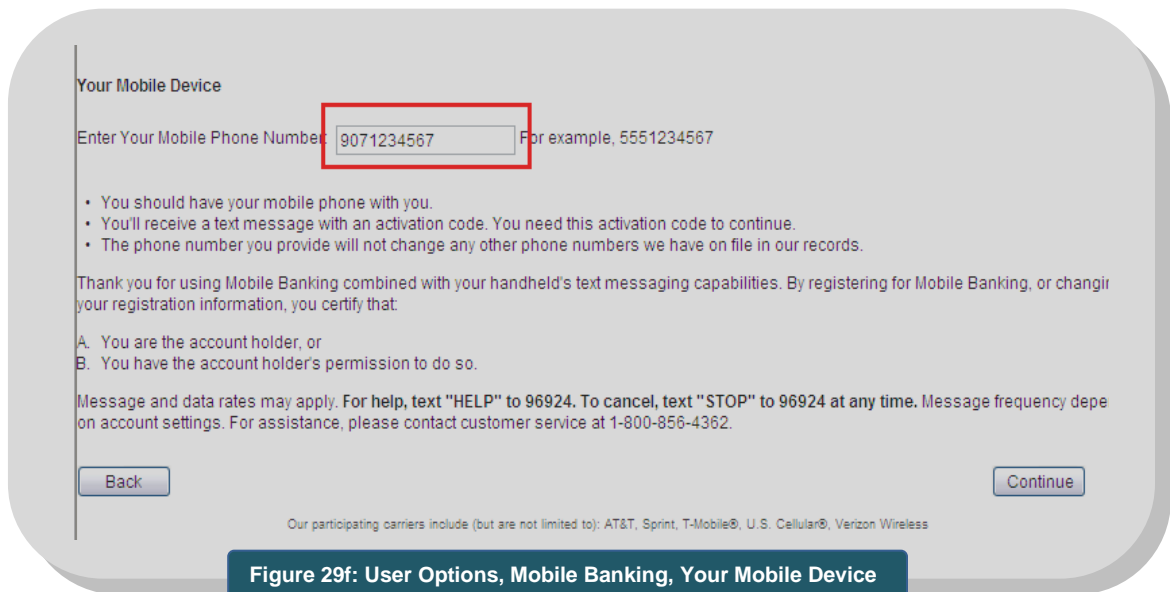 Your Mobile Device
Enter Your Mobile Phone Number: 9071234567 For example, 5551234567
• You should have your mobile phone with you.
• You'll receive a text message with an activation code. You need this activation code to continue.
• The phone number you provide will not change any other phone numbers we have on file in our records.
Thank you for using Mobile Banking combined with your handheld's text messaging capabilities. By registering for Mobile Banking, or changin
your registration information, you certify that:
A. You are the account holder, or
B. You have the account holder's permission to do so.
Message and data rates may apply. For help, text "HELP" to 96924. To cancel, text "STOP" to 96924 at any time. Message frequency depe
on account settings. For assistance, please contact customer service at 1-800-856-4362.
Back Continue
Our participating carriers include (but are not limited to): AT&T, Sprint, T-Mobile®, U.S. Cellular®, Verizon Wireless
Figure 29f: User Options, Mobile Banking, Your Mobile Device